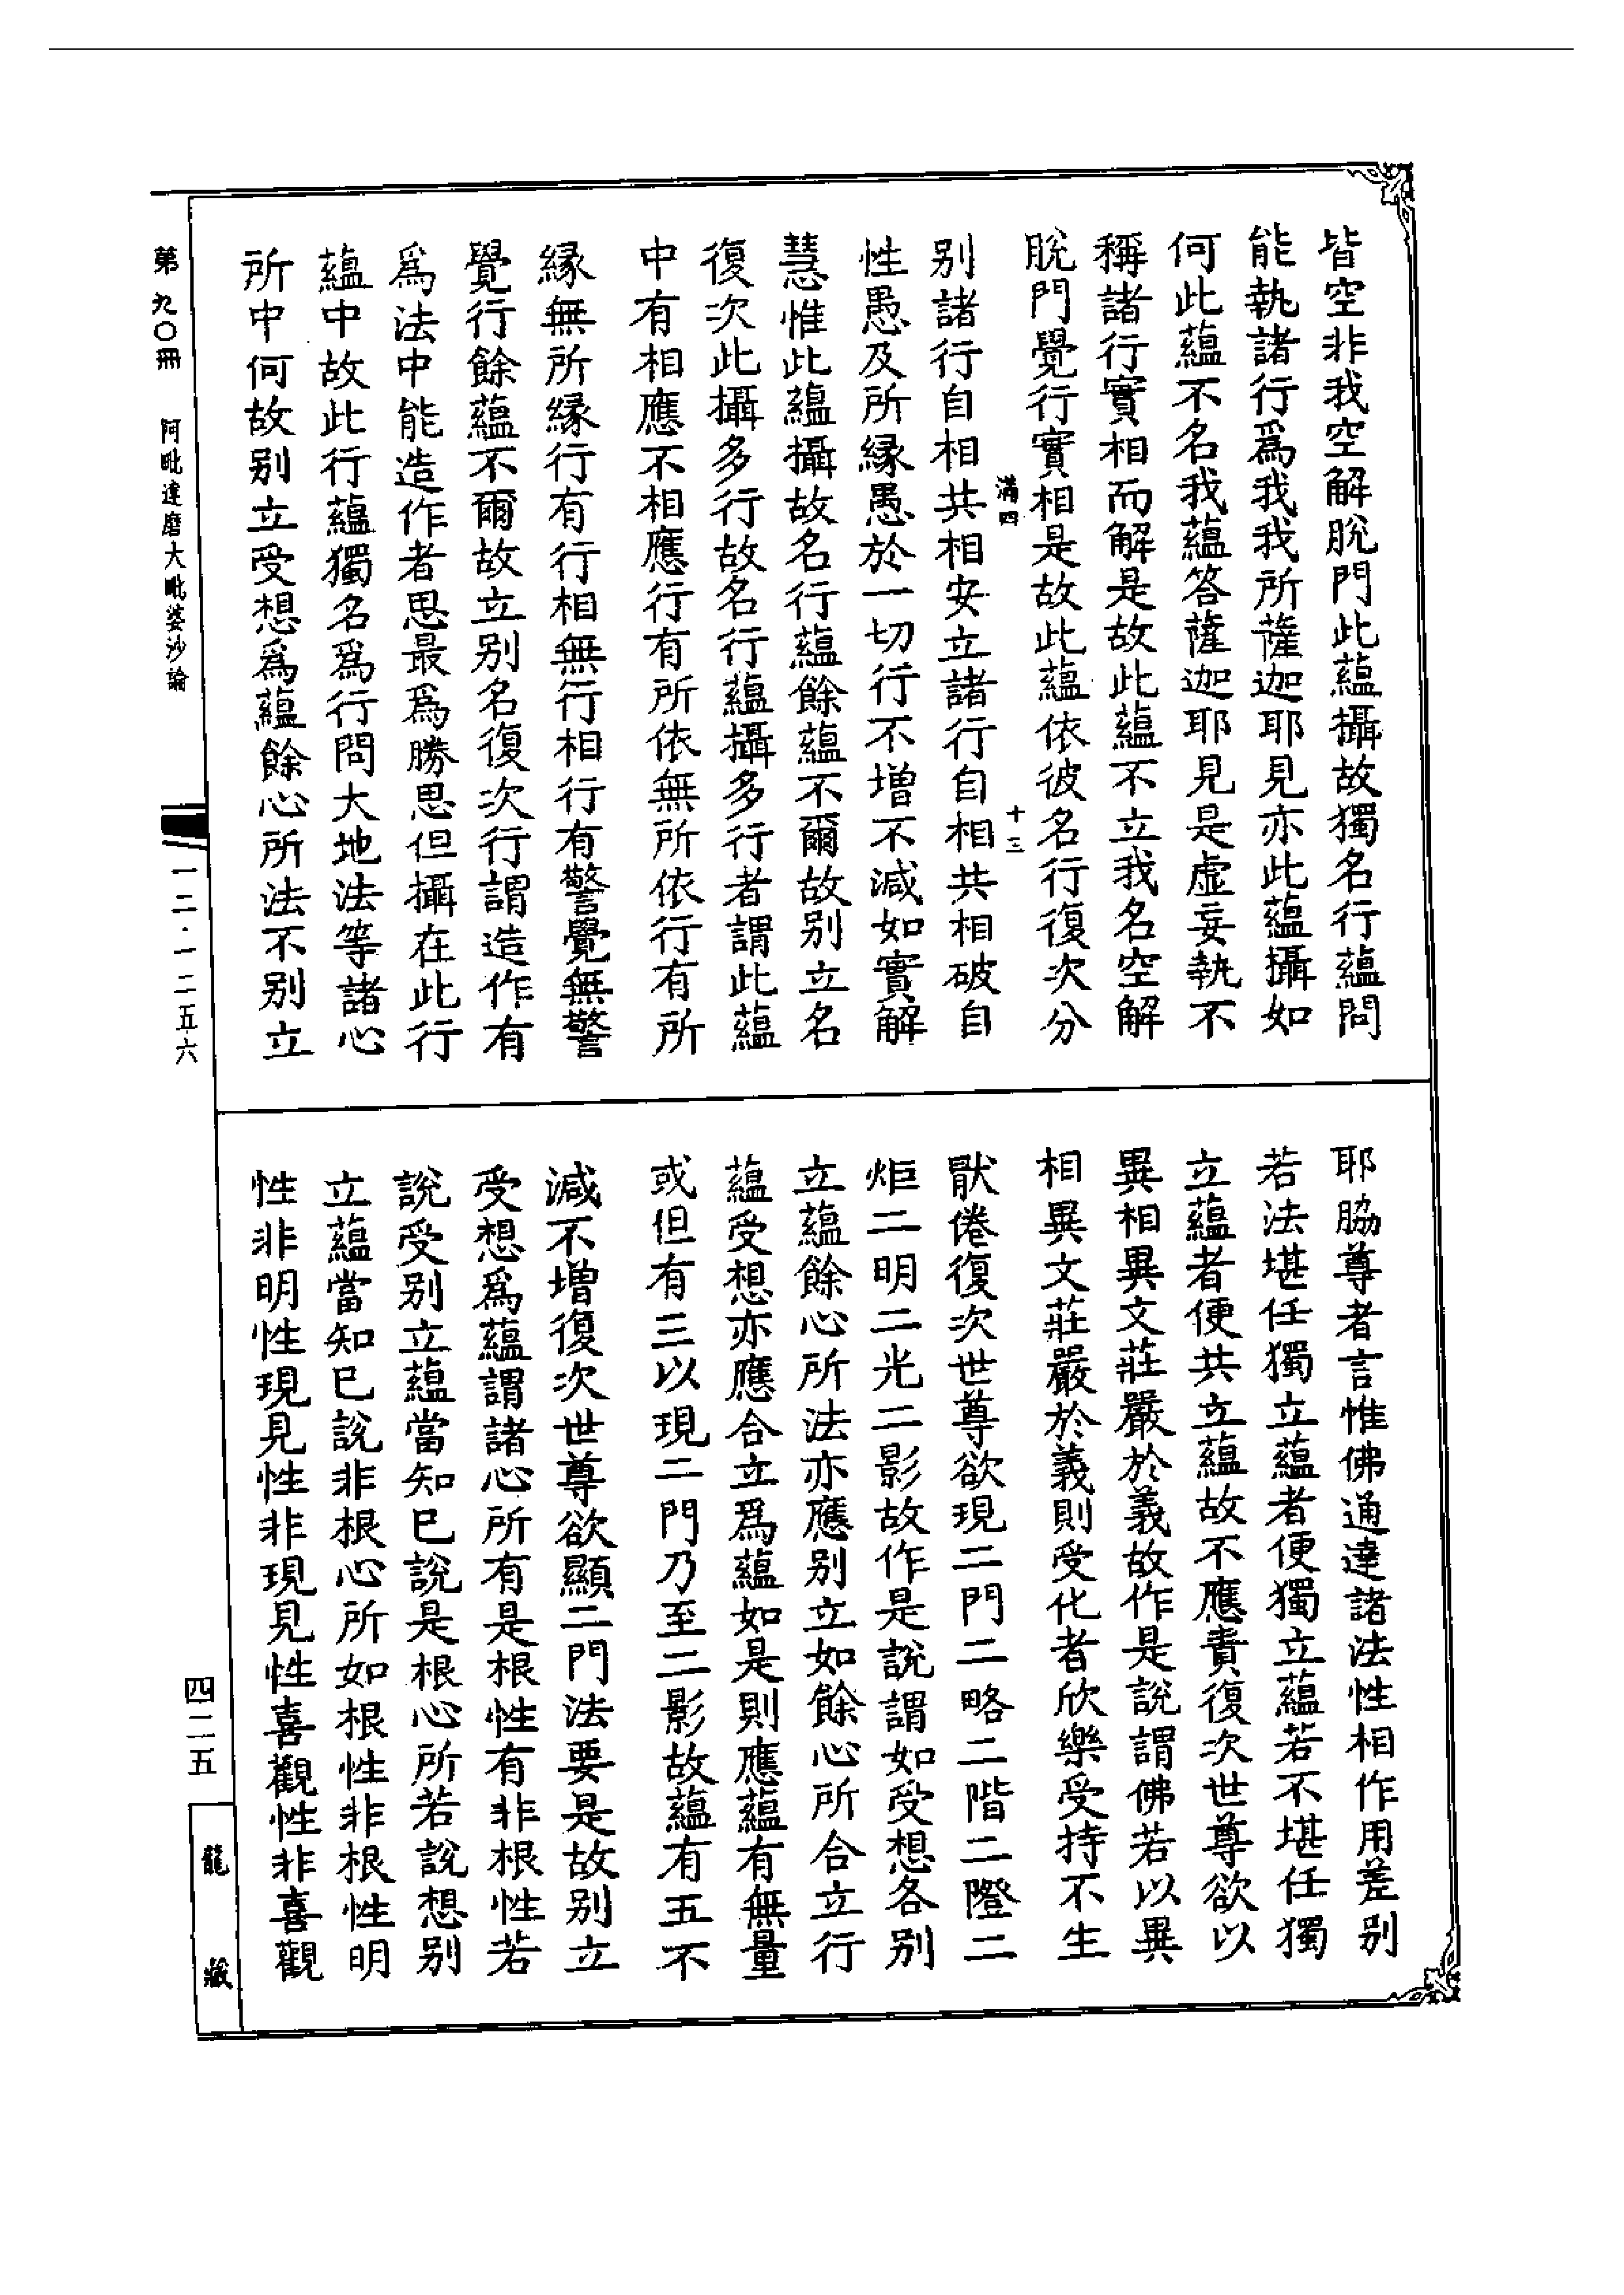 皆空非我空解脫門此蘊攝故獨名行蘊問
能執諸行爲我我所薩迦耶見亦此蘊攝如
何此蘊不名我蘊答薩迦耶見是虛妄執不
稱諸行實相而解是故此蘊不立我名空解
脫門覺行實相是故此蘊依彼名行復次分
滿四 十三
別諸行自相共相安立諸行自相共相破自
性愚及所緣愚於一切行不增不減如實解
慧惟此蘊攝故名行蘊餘蘊不爾故別立名
復次此攝多行故名行蘊攝多行者謂此蘊
中有相應不相應行有所依無所依行有所
緣無所緣行有行相無行相行有警覺無警
覺行餘蘊不爾故立別名復次行謂造作有
爲法中能造作者思最爲勝思但攝在此行
蘊中故此行蘊獨名爲行問大地法等諸心
所中何故別立受想爲蘊餘心所法不別立
耶脇尊者言惟佛通達諸法性相作用差別
若法堪任獨立蘊者便獨立蘊若不堪任獨
立蘊者便共立蘊故不應責復次世尊欲以
異相異文莊嚴於義故作是說謂佛若以異
相異文莊嚴於義則受化者欣樂受持不生
猒倦復次世尊欲現二門二略二階二隥二
炬二明二光二影故作是說謂如受想各別
立蘊餘心所法亦應別立如餘心所合立行
蘊受想亦應合立爲蘊如是則應蘊有無量
或但有三以現二門乃至二影故蘊有五不
減不增復次世尊欲顯二門法要是故別立
受想爲蘊謂諸心所有是根性有非根性若
說受別立蘊當知已說是根心所若說想別
立蘊當知已說非根心所如根性非根性明
性非明性現見性非現見性喜觀性非喜觀
第九〇冊 阿毗達磨大毗婆沙論
一二·一二五六
四二五
龍藏